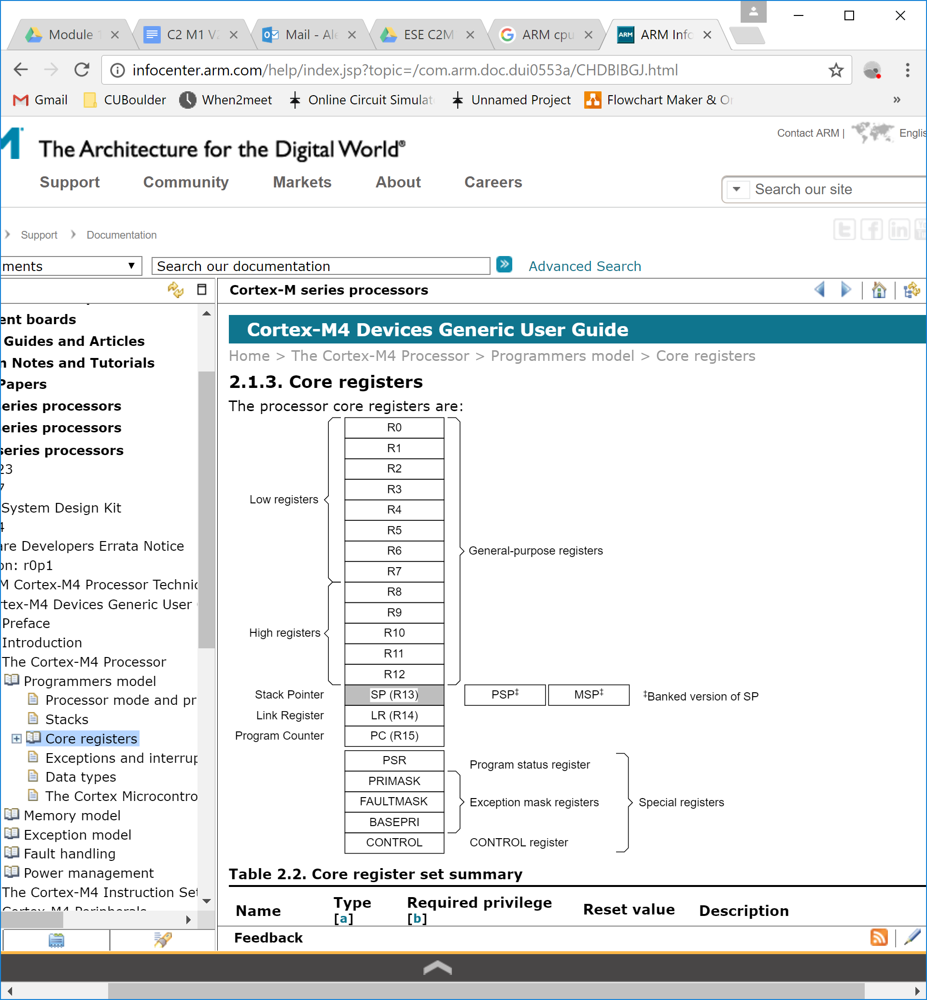 Module 1
C2 M1 V2
Mail - Ale
ESE C2M
ARM cpu
ARM Info
infocenter.arm.com/help/index.jsp?topic=/com.arm.doc.dui0553a/CHDBIBGJ.html
Gmail
CUBoulder
When2meet
Online Circuit Simulat
Unnamed Project
Flowchart Maker & On
»
The Architecture for the Digital World®
Contact ARM |
Englis
Support
Community
Markets
About
Careers
Search our site
Support
Documentation
ments
Search our documentation
Advanced Search
Cortex-M series processors
ent boards
Guides and Articles
n Notes and Tutorials
Papers
eries processors
eries processors
series processors
23
7
System Design Kit
4
are Developers Errata Notice
on: r0p1
M Cortex-M4 Processor Technic
rtex-M4 Devices Generic User
Preface
Introduction
The Cortex-M4 Processor
Programmers model
Processor mode and pr
Stacks
Core registers
Exceptions and interrup
Data types
The Cortex Microcontro
Memory model
Exception model
Fault handling
Power management
The Cortex-M4 Instruction Set
Cortex-M4 Peripherals
Cortex-M4 Devices Generic User Guide
Home > The Cortex-M4 Processor > Programmers model > Core registers
2.1.3. Core registers
The processor core registers are:
R0
R1
R2
R3
Low registers
R4
R5
R6
General-purpose registers
R7
R8
R9
High registers
R10
R11
R12
Stack Pointer SP (R13) PSP‡ MSP‡ ‡Banked version of SP
Link Register LR (R14)
Program Counter PC (R15)
PSR Program status register
PRIMASK
FAULTMASK Exception mask registers Special registers
BASEPRI
CONTROL CONTROL register
Table 2.2. Core register set summary
Name Type [a] Required privilege [b] Reset value Description
Feedback